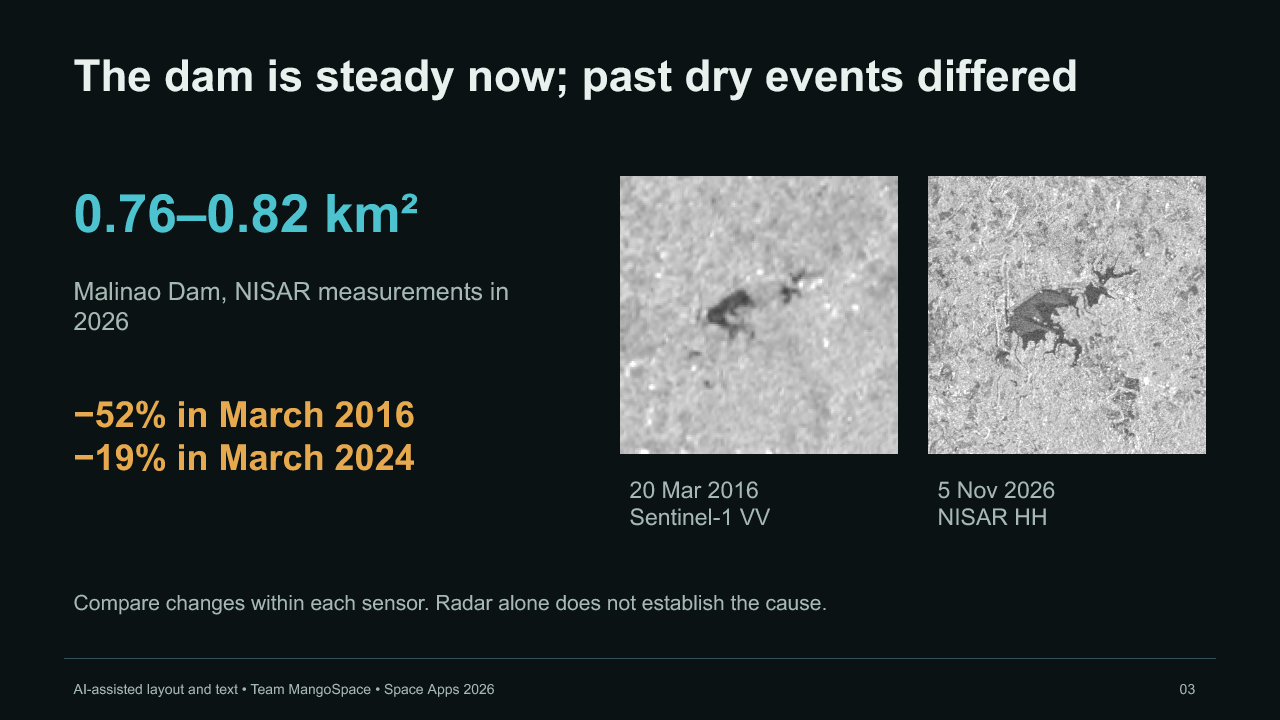 The dam is steady now; past dry events differed
0.76–0.82 km²
Malinao Dam, NISAR measurements in
2026
−52% in March 2016
−19% in March 2024
20 Mar 2016
Sentinel-1 VV
5 Nov 2026
NISAR HH
Compare changes within each sensor. Radar alone does not establish the cause.
AI-assisted layout and text • Team MangoSpace • Space Apps 2026
03